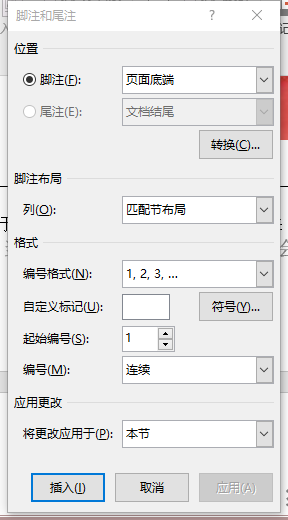 脚注和尾注 ? ×
位置
脚注(F): 页面底端
尾注(E): 文档结尾
转换(C)...
脚注布局
列(O): 匹配节布局
格式
编号格式(N): 1, 2, 3, ...
自定义标记(U): 符号(Y)...
起始编号(S): 1
编号(M): 连续
应用更改
将更改应用于(P): 本节
插入(I) 取消 应用(A)